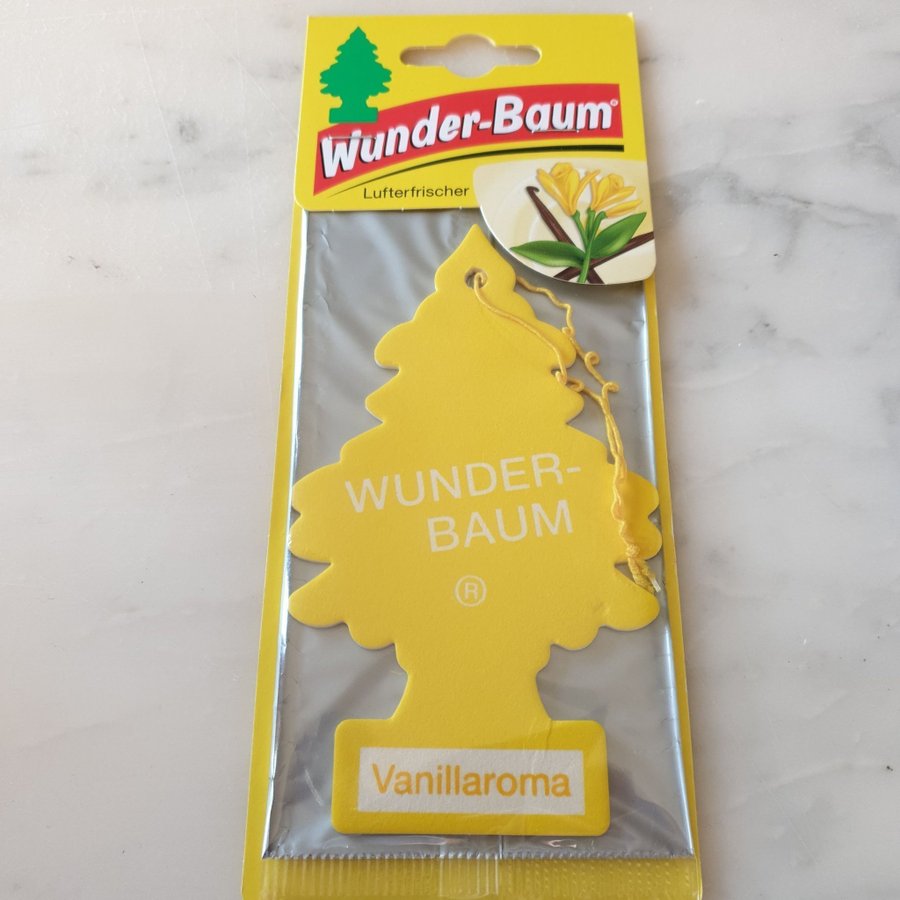 Wunder-Baum®
Lufterfrischer
WUNDER-
BAUM
®
Vanillaroma